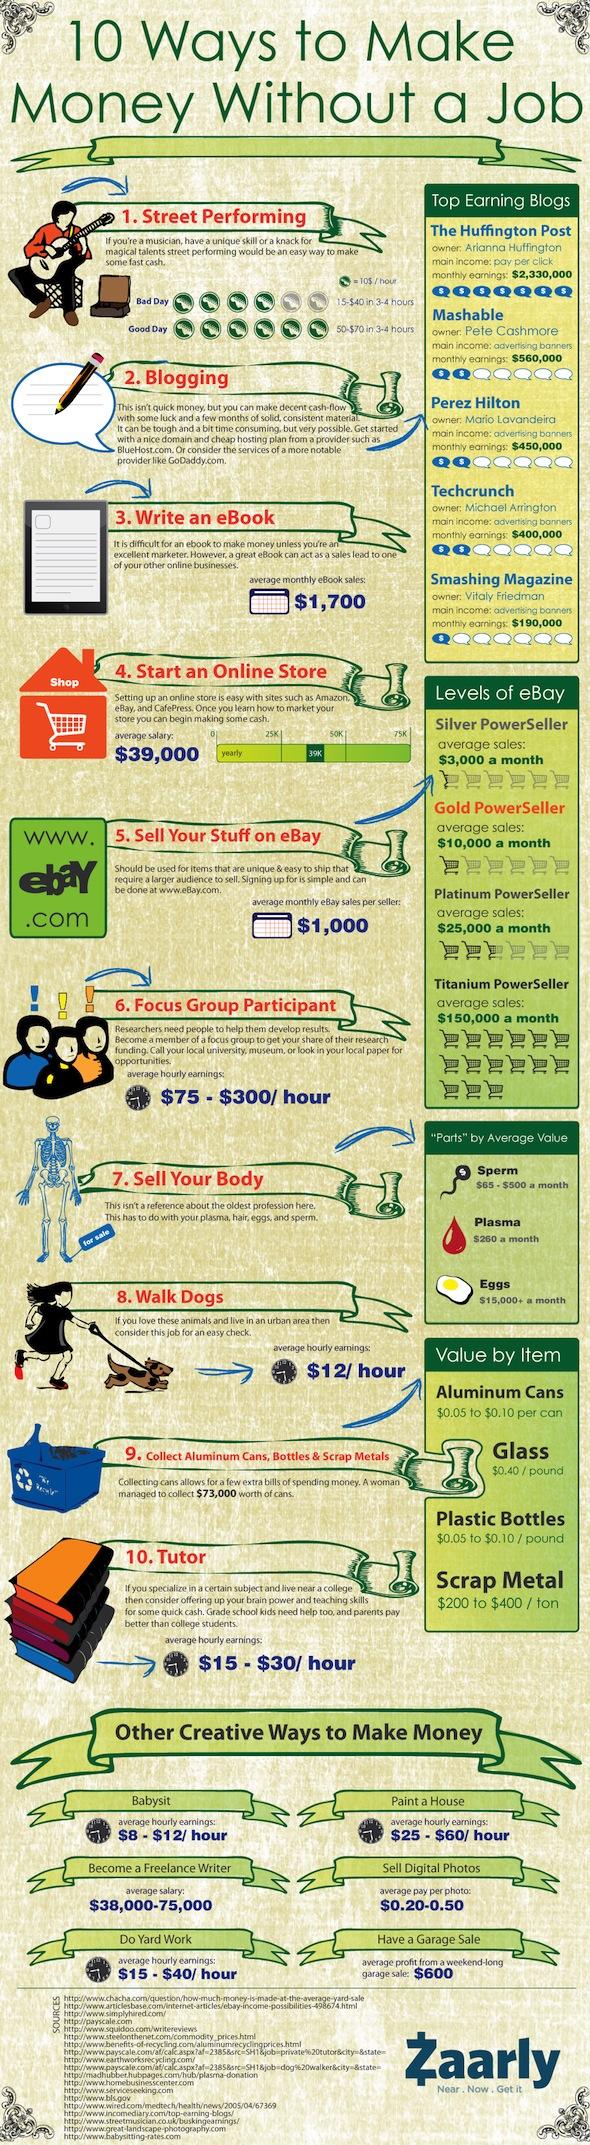 10 Ways to Make
Money Without a Job
1. Street Performing
If you're a musician, have a unique skill or a knack for
magical talents street performing would be an easy way to make
some fast cash.
= 10$ / hour
Bad Day
15-$40 in 3-4 hours
Good Day
50-$70 in 3-4 hours
2. Blogging
This isn't quick money, but you can make decent cash-flow
with some luck and a few months of solid, consistent material.
It can be tough and a bit time consuming, but very possible. Get started
with a nice domain and cheap hosting plan from a provider such as
BlueHost.com. Or consider the services of a more notable
provider like GoDaddy.com.
3. Write an eBook
It is difficult for an ebook to make money unless you're an
excellent marketer. However, a great eBook can act as a sales lead to one
of your other online businesses.
average monthly eBook sales:
$1,700
Shop
4. Start an Online Store
Setting up an online store is easy with sites such as Amazon,
eBay, and CafePress. Once you learn how to market your
store you can begin making some cash.
average salary:
$39,000
0 25K 50K 75K
yearly 39K
www.
ebaY
.com
5. Sell Your Stuff on eBay
Should be used for items that are unique & easy to ship that
require a larger audience to sell. Signing up for is simple and can
be done at www.eBay.com.
average monthly eBay sales per seller:
$1,000
6. Focus Group Participant
Researchers need people to help them develop results.
Become a member of a focus group to get your share of their research
funding. Call your local university, museum, or look in your local paper for
opportunities.
average hourly earnings:
$75 - $300/ hour
7. Sell Your Body
This isn't a reference about the oldest profession here.
This has to do with your plasma, hair, eggs, and sperm.
for sale
8. Walk Dogs
If you love these animals and live in an urban area then
consider this job for an easy check.
average hourly earnings:
$12/ hour
9. Collect Aluminum Cans, Bottles & Scrap Metals
Collecting cans allows for a few extra bills of spending money. A woman
managed to collect $73,000 worth of cans.
10. Tutor
If you specialize in a certain subject and live near a college
then consider offering up your brain power and teaching skills
for some quick cash. Grade school kids need help too, and parents pay
better than college students.
average hourly earnings:
$15 - $30/ hour
Top Earning Blogs
The Huffington Post
owner: Arianna Huffington
main income: pay per click
monthly earnings: $2,330,000
Mashable
owner: Pete Cashmore
main income: advertising banners
monthly earnings: $560,000
Perez Hilton
owner: Mario Lavandeira
main income: advertising banners
monthly earnings: $450,000
Techcrunch
owner: Michael Arrington
main income: advertising banners
monthly earnings: $400,000
Smashing Magazine
owner: Vitaly Friedman
main income: advertising banners
monthly earnings: $190,000
Levels of eBay
Silver PowerSeller
average sales:
$3,000 a month
Gold PowerSeller
average sales:
$10,000 a month
Platinum PowerSeller
average sales:
$25,000 a month
Titanium PowerSeller
average sales:
$150,000 a month
"Parts" by Average Value
Sperm
$65 - $500 a month
Plasma
$260 a month
Eggs
$15,000+ a month
Value by Item
Aluminum Cans
$0.05 to $0.10 per can
Glass
$0.40 / pound
Plastic Bottles
$0.05 to $0.10 / pound
Scrap Metal
$200 to $400 / ton
Other Creative Ways to Make Money
Babysit
average hourly earnings:
$8 - $12/ hour
Paint a House
average hourly earnings:
$25 - $60/ hour
Become a Freelance Writer
average salary:
$38,000-75,000
Sell Digital Photos
average pay per photo:
$0.20-0.50
Do Yard Work
average hourly earnings:
$15 - $40/ hour
Have a Garage Sale
average profit from a weekend-long
garage sale: $600
SOURCES
http://www.chacha.com/question/how-much-money-is-made-at-the-average-yard-sale
http://www.articlesbase.com/internet-articles/ebay-income-possibilities-498674.html
http://www.simplyhired.com/
http://payscale.com
http://www.squidoo.com/writereviews
http://www.steelonthenet.com/commodity_prices.html
http://www.benefits-of-recycling.com/aluminumrecyclingprices.html
http://www.payscale.com/af/calc.aspx?af=2385&src=SH1&job=private%20tutor&city=&state=
http://www.earthworksrecycling.com/
http://www.payscale.com/af/calc.aspx?af=2385&src=SH1&job=dog%20walker&city=&state=
http://madhubber.hubpages.com/hub/plasma-donation
http://www.homebusinesscenter.com
http://www.serviceseeking.com
http://www.bls.gov
http://www.wired.com/medtech/health/news/2005/04/67369
http://www.incomediary.com/top-earning-blogs/
http://www.streetmusician.co.uk/buskingearnings/
http://www.great-landscape-photography.com
http://www.babysitting-rates.com
Zaarly
Near . Now . Get it